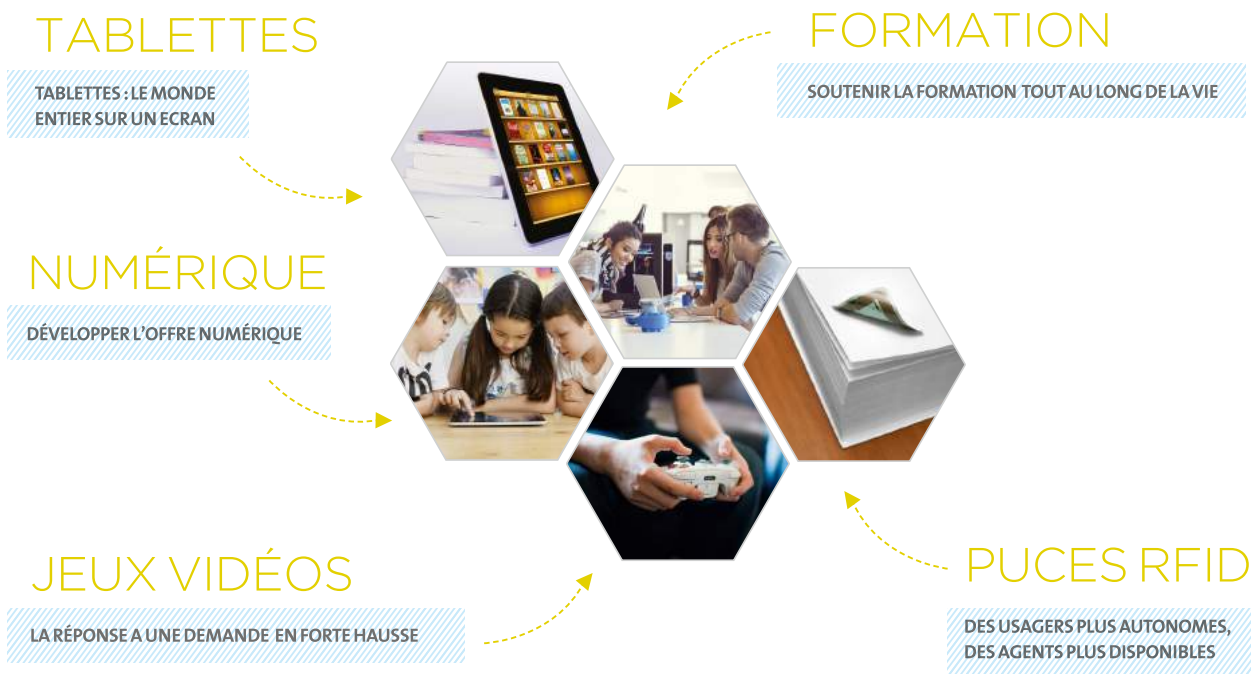 TABLETTES
TABLETTES : LE MONDE
ENTIER SUR UN ECRAN
FORMATION
SOUTENIR LA FORMATION TOUT AU LONG DE LA VIE
NUMÉRIQUE
DÉVELOPPER L'OFFRE NUMÉRIQUE
JEUX VIDÉOS
LA RÉPONSE A UNE DEMANDE EN FORTE HAUSSE
PUCES RFID
DES USAGERS PLUS AUTONOMES,
DES AGENTS PLUS DISPONIBLES